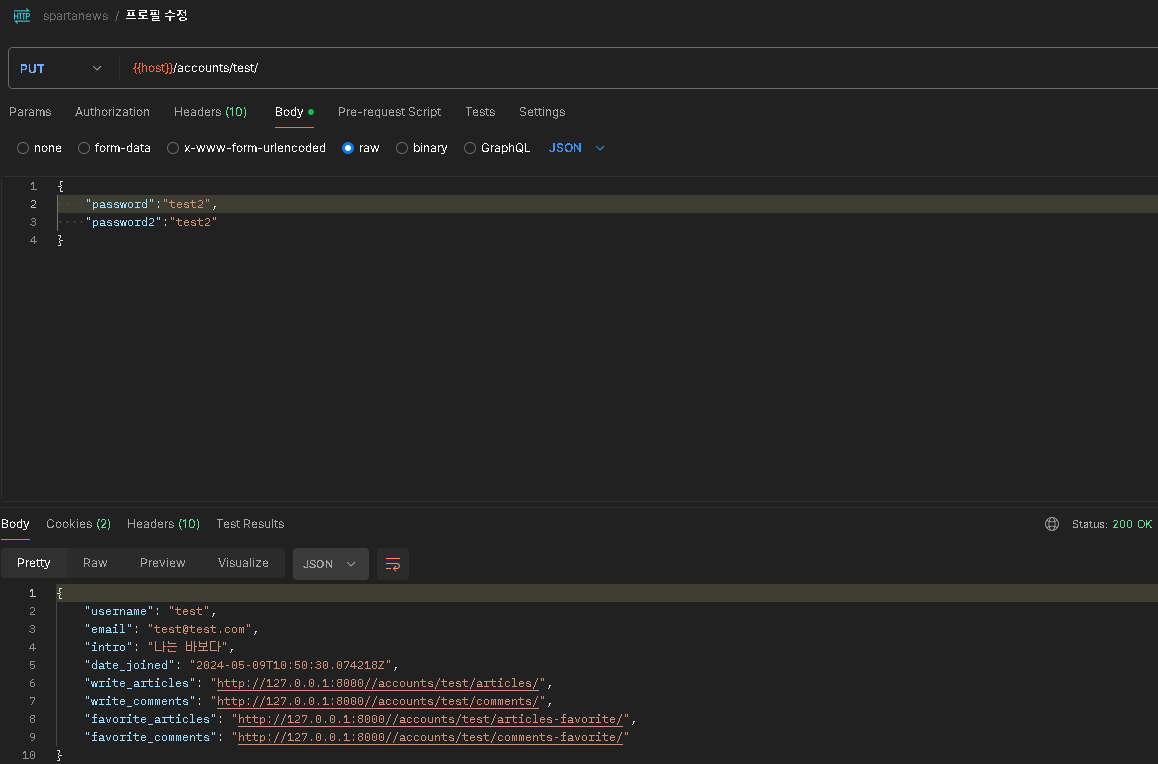 HTTP spartanews / 프로필 수정
PUT {{host}}/accounts/test/
Params Authorization Headers (10) Body Pre-request Script Tests Settings
none form-data x-www-form-urlencoded raw binary GraphQL JSON
1 {
2 "password":"test2",
3 "password2":"test2"
4 }
Body Cookies (2) Headers (10) Test Results Status: 200 OK
Pretty Raw Preview Visualize JSON
1 {
2 "username": "test",
3 "email": "test@test.com",
4 "intro": "나는 바보다",
5 "date_joined": "2024-05-09T10:50:30.074218Z",
6 "write_articles": "http://127.0.0.1:8000//accounts/test/articles/",
7 "write_comments": "http://127.0.0.1:8000//accounts/test/comments/",
8 "favorite_articles": "http://127.0.0.1:8000//accounts/test/articles-favorite/",
9 "favorite_comments": "http://127.0.0.1:8000//accounts/test/comments-favorite/"
10 }